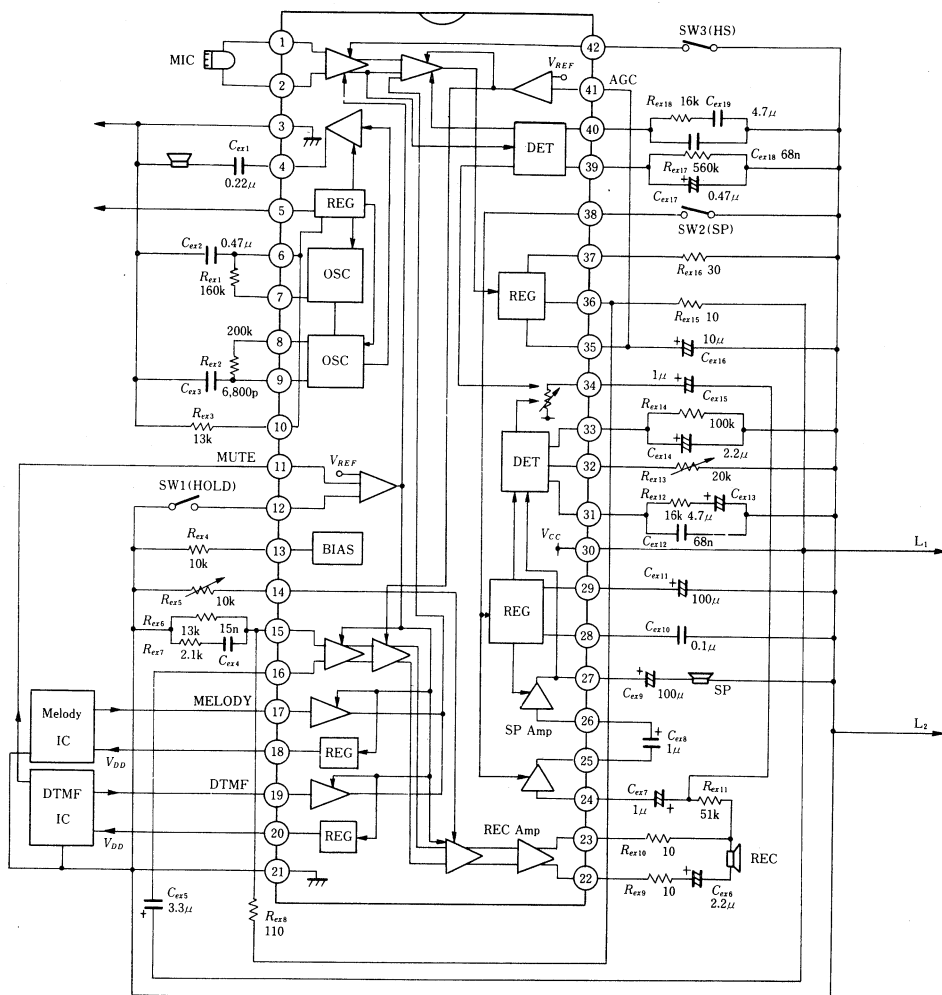 1
2
3
4
5
6
7
8
9
10
11
12
13
14
15
16
17
18
19
20
21
MIC
Cex1
0.22μ
Cex2 0.47μ
Rex1
160k
200k
Rex2
Cex3 6,800p
Rex3
13k
MUTE
SW1(HOLD)
Rex4
10k
Rex5 10k
Rex6
13k 15n
Rex7 2.1k Cex4
MELODY
Melody
IC
VDD
DTMF
DTMF
IC
VDD
Cex5
3.3μ
Rex8
110
REG
OSC
OSC
VREF
BIAS
REG
REG
VREF
DET
REG
DET
VCC
REG
SP Amp
REC Amp
42
41
40
39
38
37
36
35
34
33
32
31
30
29
28
27
26
25
24
23
22
SW3(HS)
AGC
Rex18 16k Cex19 4.7μ
Cex18 68n
Rex17 560k
Cex17 0.47μ
SW2(SP)
Rex16 30
Rex15 10
10μ
Cex16
1μ
Cex15
Rex14
100k
Cex14 2.2μ
Rex13 20k
Rex12 Cex13
16k 4.7μ
Cex12 68n
L1
Cex11
100μ
Cex10
0.1μ
Cex9 100μ SP
L2
Cex8
1μ
Cex7 1μ
Rex11
51k
Rex10 10
REC
Rex9 10 Cex6
2.2μ
+
+
+
+
+
+
+
+
+
+
+